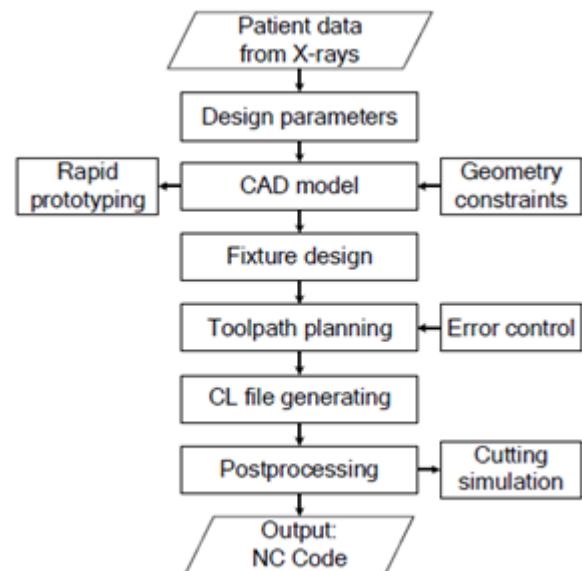 Patient data
from X-rays
Design parameters
Rapid
prototyping
CAD model
Geometry
constraints
Fixture design
Toolpath planning
Error control
CL file generating
Postprocessing
Cutting
simulation
Output:
NC Code